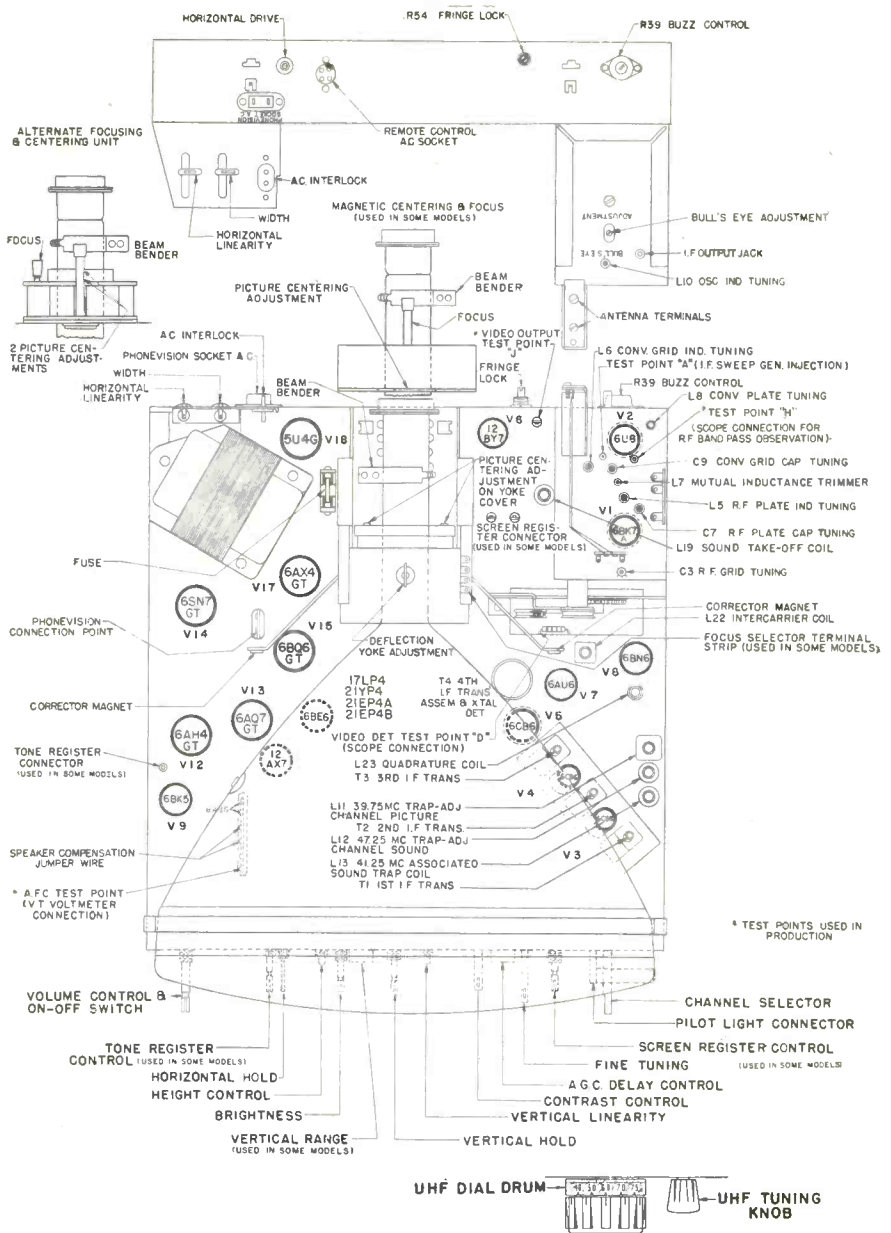 HORIZONTAL DRIVE
R54 FRINGE LOCK
R39 BUZZ CONTROL
PHONEVISION
SOCKET A.C.
ALTERNATE FOCUSING
& CENTERING UNIT
REMOTE CONTROL
AC SOCKET
A.C. INTERLOCK
WIDTH
HORIZONTAL
LINEARITY
MAGNETIC CENTERING & FOCUS
(USED IN SOME MODELS)
ADJUSTMENT
BULL'S EYE
BULL'S EYE ADJUSTMENT
I.F. OUTPUT JACK
L10 OSC IND TUNING
FOCUS
BEAM
BENDER
PICTURE CENTERING
ADJUSTMENT
BEAM
BENDER
FOCUS
ANTENNA TERMINALS
2 PICTURE CEN-
TERING ADJUST-
MENTS
A.C. INTERLOCK
PHONEVISION SOCKET A.C.
WIDTH
HORIZONTAL
LINEARITY
BEAM
BENDER
* VIDEO OUTPUT
TEST POINT
"J"
FRINGE
LOCK
L6 CONV. GRID IND. TUNING
TEST POINT "A" (I.F. SWEEP GEN. INJECTION)
R39 BUZZ CONTROL
L8 CONV PLATE TUNING
* TEST POINT "H"
(SCOPE CONNECTION FOR
R.F. BAND PASS OBSERVATION)
C9 CONV GRID CAP TUNING
L7 MUTUAL INDUCTANCE TRIMMER
L5 R.F. PLATE IND TUNING
C7 R.F. PLATE CAP TUNING
L19 SOUND TAKE-OFF COIL
C3 R.F. GRID TUNING
5U4G
V18
V6
12
BY7
V2
6U8
V1
6BK7
A
PICTURE CEN-
TERING AD-
JUSTMENT
ON YOKE
COVER
SCREEN REGIS-
TER CONNECTOR
(USED IN SOME MODELS)
FUSE
V17
6AX4
GT
6SN7
GT
V14
PHONEVISION
CONNECTION POINT
V15
6BQ6
GT
DEFLECTION
YOKE ADJUSTMENT
CORRECTOR MAGNET
L22 INTERCARRIER COIL
FOCUS SELECTOR TERMINAL
STRIP (USED IN SOME MODELS)
6BN6
V8
6AU6
V7
CORRECTOR MAGNET
V13
6AQ7
GT
6BE6
17LP4
21YP4
21EP4A
21EP4B
T4 4TH
I.F. TRANS
ASSEM & XTAL
DET
6AH4
GT
V12
12
AX7
6CB6
V5
VIDEO DET TEST POINT "D"
(SCOPE CONNECTION)
L23 QUADRATURE COIL
T3 3RD I.F TRANS
TONE REGISTER
CONNECTOR
(USED IN SOME MODELS)
6BK5
V9
6CB6
V4
L11 39.75MC TRAP-ADJ
CHANNEL PICTURE
T2 2ND I.F TRANS.
L12 47.25 MC TRAP-ADJ
CHANNEL SOUND
L13 41.25 MC ASSOCIATED
SOUND TRAP COIL
T1 1ST I.F TRANS
6CB6
V3
SPEAKER COMPENSATION
JUMPER WIRE
* A.F.C TEST POINT
(V.T. VOLTMETER
CONNECTION)
* TEST POINTS USED IN
PRODUCTION
VOLUME CONTROL &
ON-OFF SWITCH
CHANNEL SELECTOR
PILOT LIGHT CONNECTOR
TONE REGISTER
CONTROL (USED IN SOME MODELS)
SCREEN REGISTER CONTROL
(USED IN SOME MODELS)
HORIZONTAL HOLD
FINE TUNING
HEIGHT CONTROL
A.G.C. DELAY CONTROL
CONTRAST CONTROL
BRIGHTNESS
VERTICAL LINEARITY
VERTICAL RANGE
(USED IN SOME MODELS)
VERTICAL HOLD
UHF DIAL DRUM
UHF TUNING
KNOB